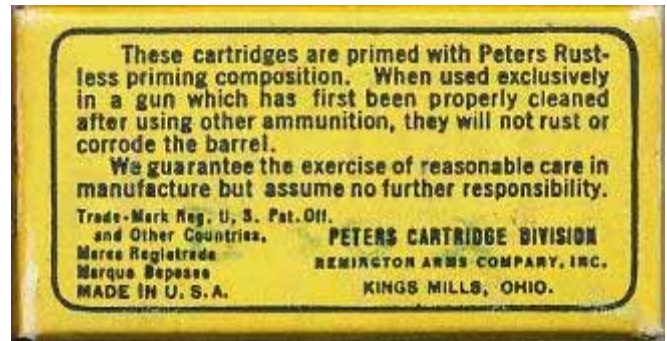 These cartridges are primed with Peters Rust-
less priming composition. When used exclusively
in a gun which has first been properly cleaned
after using other ammunition, they will not rust or
corrode the barrel.
We guarantee the exercise of reasonable care in
manufacture but assume no further responsibility.
Trade-Mark Reg. U. S. Pat. Off.
and Other Countries.
Marca Registrada
Marque Deposee
MADE IN U. S. A.
PETERS CARTRIDGE DIVISION
REMINGTON ARMS COMPANY, INC.
KINGS MILLS, OHIO.